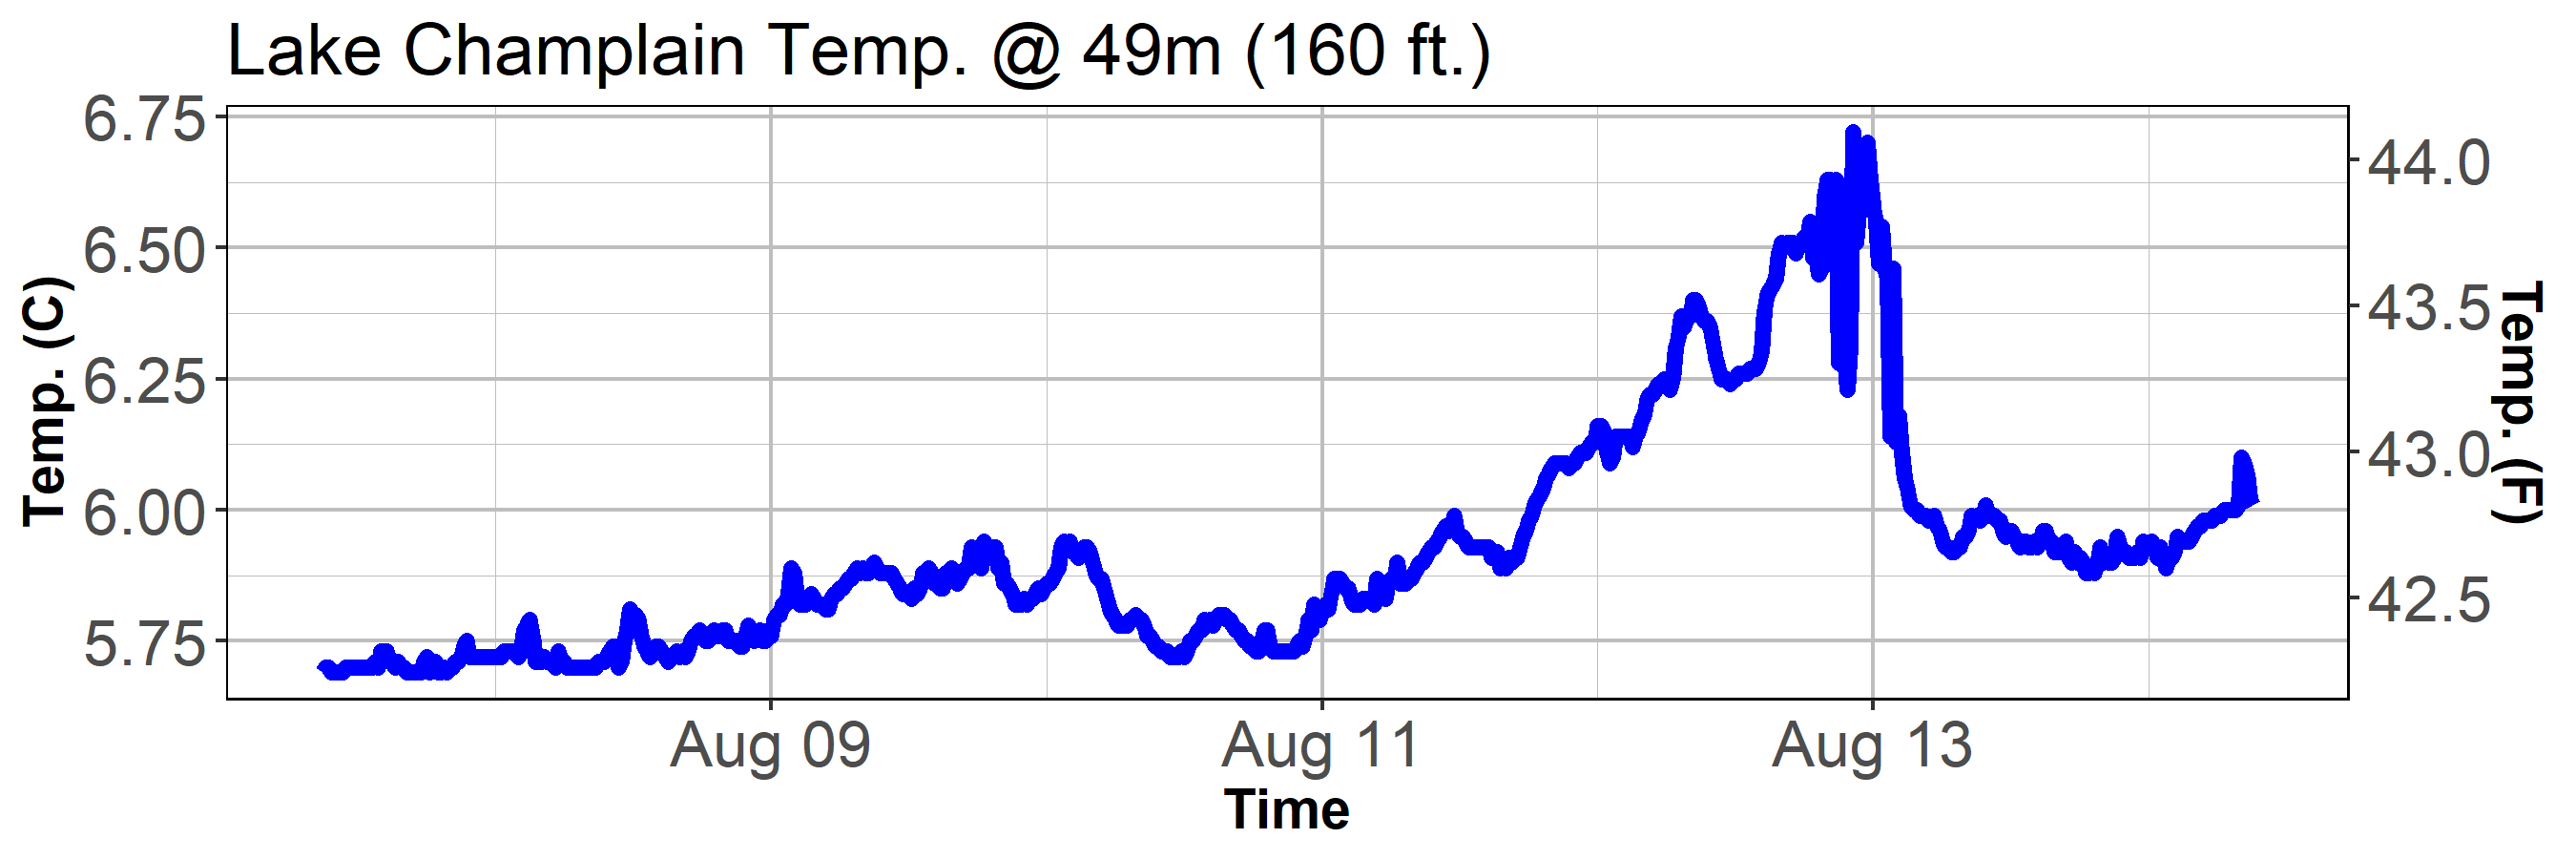 Lake Champlain Temp. @ 49m (160 ft.)
6.75
6.50
6.25
6.00
5.75
Temp. (C)
44.0
43.5
43.0
42.5
Temp. (F)
Aug 09 Aug 11 Aug 13
Time